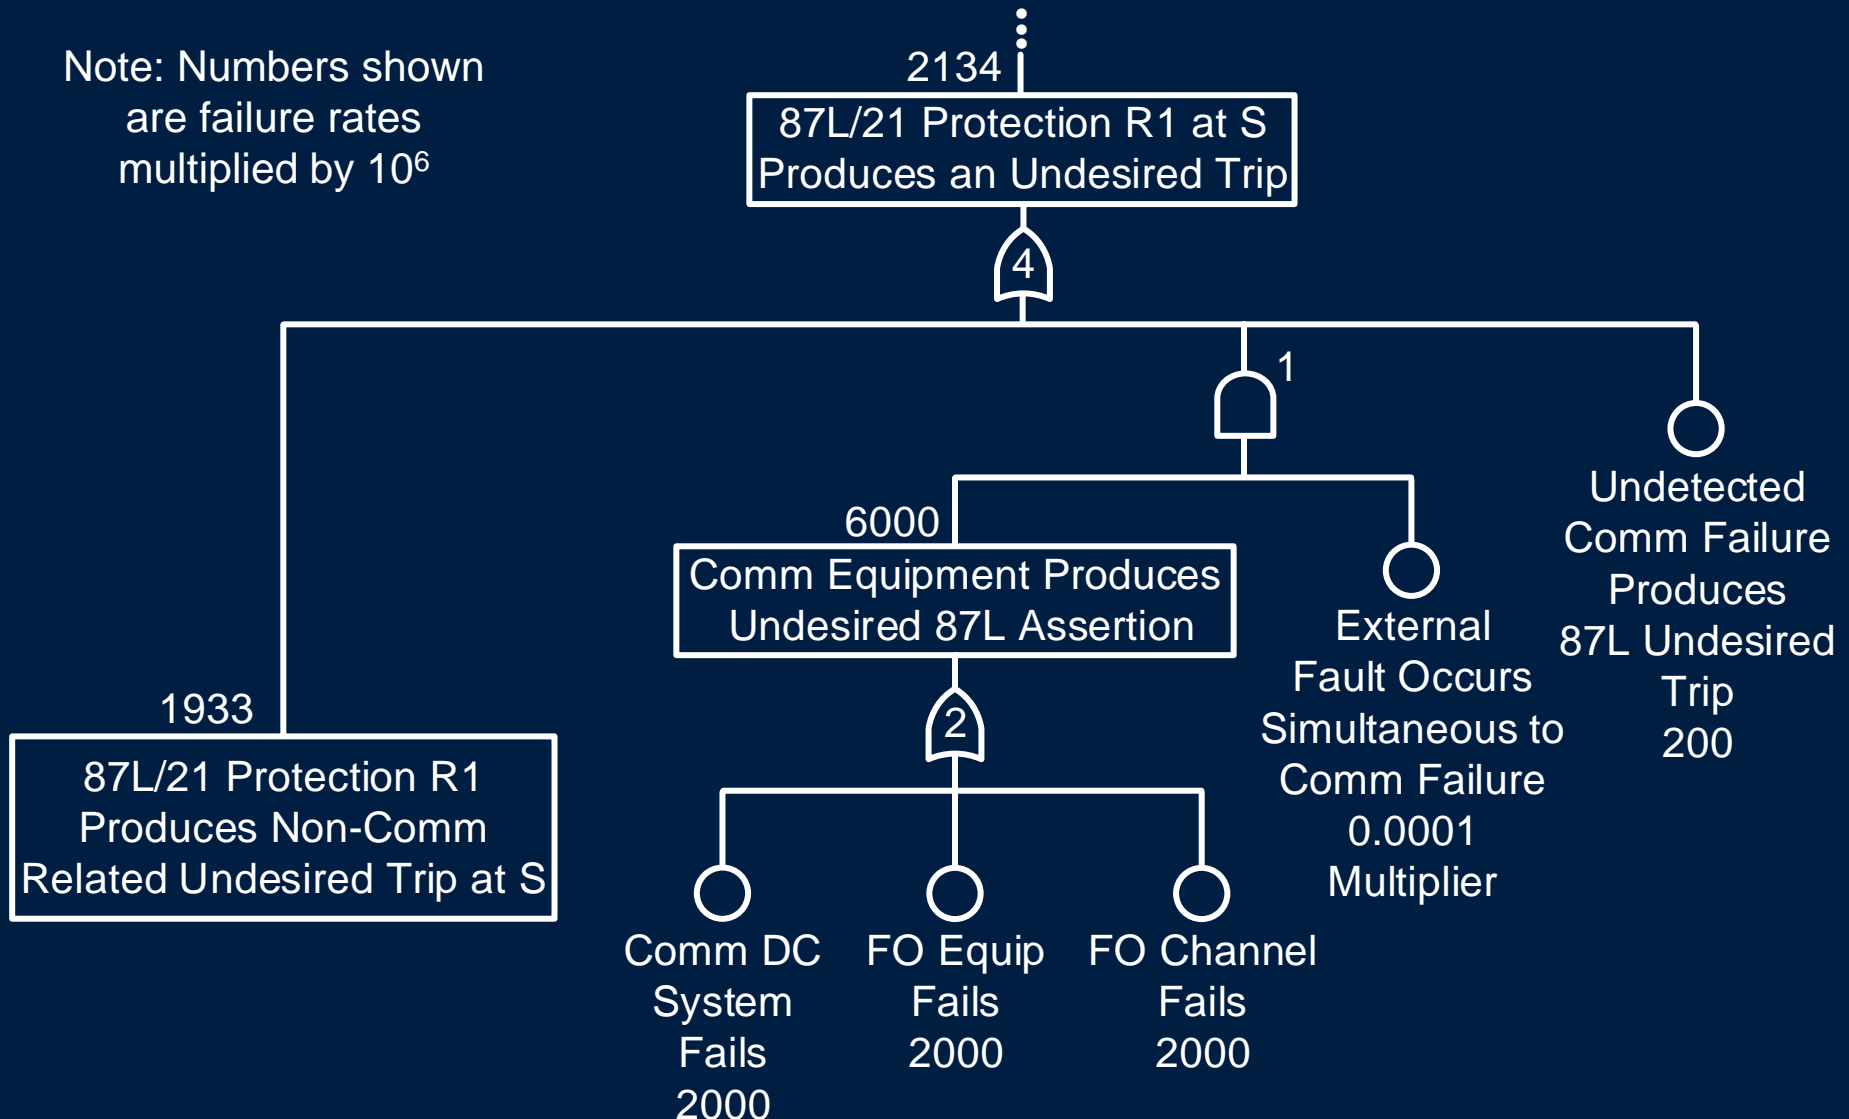 Note: Numbers shown
are failure rates
multiplied by 10⁶
2134
87L/21 Protection R1 at S
Produces an Undesired Trip
4
1
6000
Comm Equipment Produces
Undesired 87L Assertion
2
1933
87L/21 Protection R1
Produces Non-Comm
Related Undesired Trip at S
Comm DC
System
Fails
2000
FO Equip
Fails
2000
FO Channel
Fails
2000
External
Fault Occurs
Simultaneous to
Comm Failure
0.0001
Multiplier
Undetected
Comm Failure
Produces
87L Undesired
Trip
200